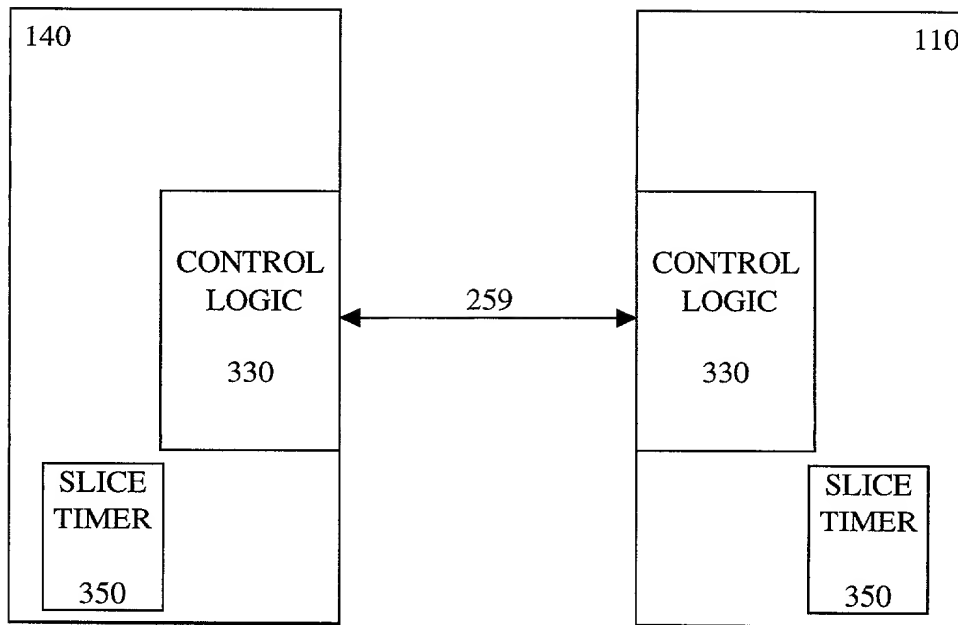 140
110
CONTROL
LOGIC
330
259
CONTROL
LOGIC
330
SLICE
TIMER
350
SLICE
TIMER
350